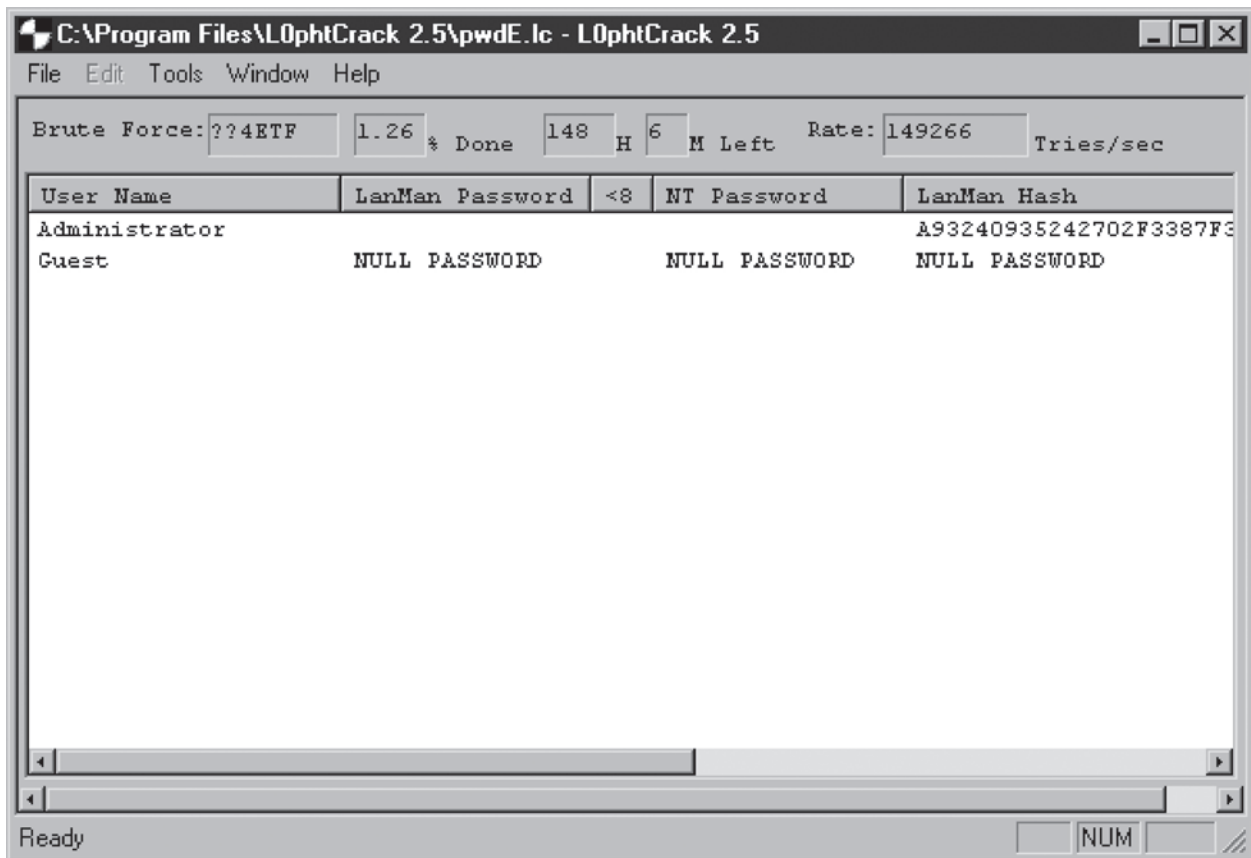 C:\Program Files\L0phtCrack 2.5\pwdE.lc - L0phtCrack 2.5
File Edit Tools Window Help
Brute Force: ??4ETF 1.26 % Done 148 H 6 M Left Rate: 149266 Tries/sec
User Name LanMan Password <8 NT Password LanMan Hash
Administrator A93240935242702F3387F3
Guest NULL PASSWORD NULL PASSWORD NULL PASSWORD
Ready NUM